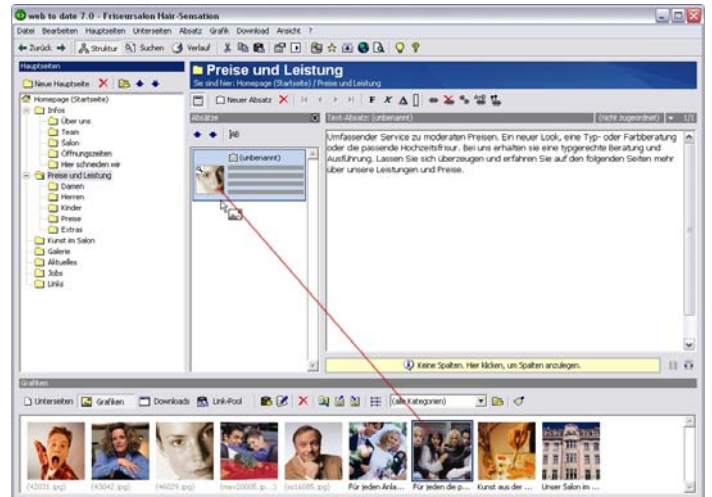 web to date 7.0 - Friseursalon Hair-Sensation
Datei Bearbeiten Hauptseiten Unterseiten Absatz Grafik Download Ansicht ?
Zurück Struktur Suchen Verlauf
Hauptseiten
Neue Hauptseite
Homepage (Startseite)
Infos
Über uns
Team
Salon
Öffnungszeiten
Hier schneiden wir
Preise und Leistung
Damen
Herren
Kinder
Preise
Extras
Kunst im Salon
Galerie
Aktuelles
Jobs
Links
Preise und Leistung
Sie sind hier: Homepage (Startseite) / Preise und Leistung
Neuer Absatz
F X
Absätze
(unbenannt)
Text-Absatz: (unbenannt) (nicht zugeordnet) 1/1
Umfassender Service zu moderaten Preisen. Ein neuer Look, eine Typ- oder Farbberatung
oder die passende Hochzeitsfrisur. Bei uns erhalten sie eine typgerechte Beratung und
Ausführung. Lassen Sie sich überzeugen und erfahren Sie auf den folgenden Seiten mehr
über unsere Leistungen und Preise.
Keine Spalten. Hier klicken, um Spalten anzulegen.
Grafiken
Unterseiten Grafiken Downloads Link-Pool (alle Kategorien)
(42031.jpg) (43042.jpg) (46029.jpg) Für jeden Anla... Für jeden die p... Kunst aus der ... Unser Salon im ...